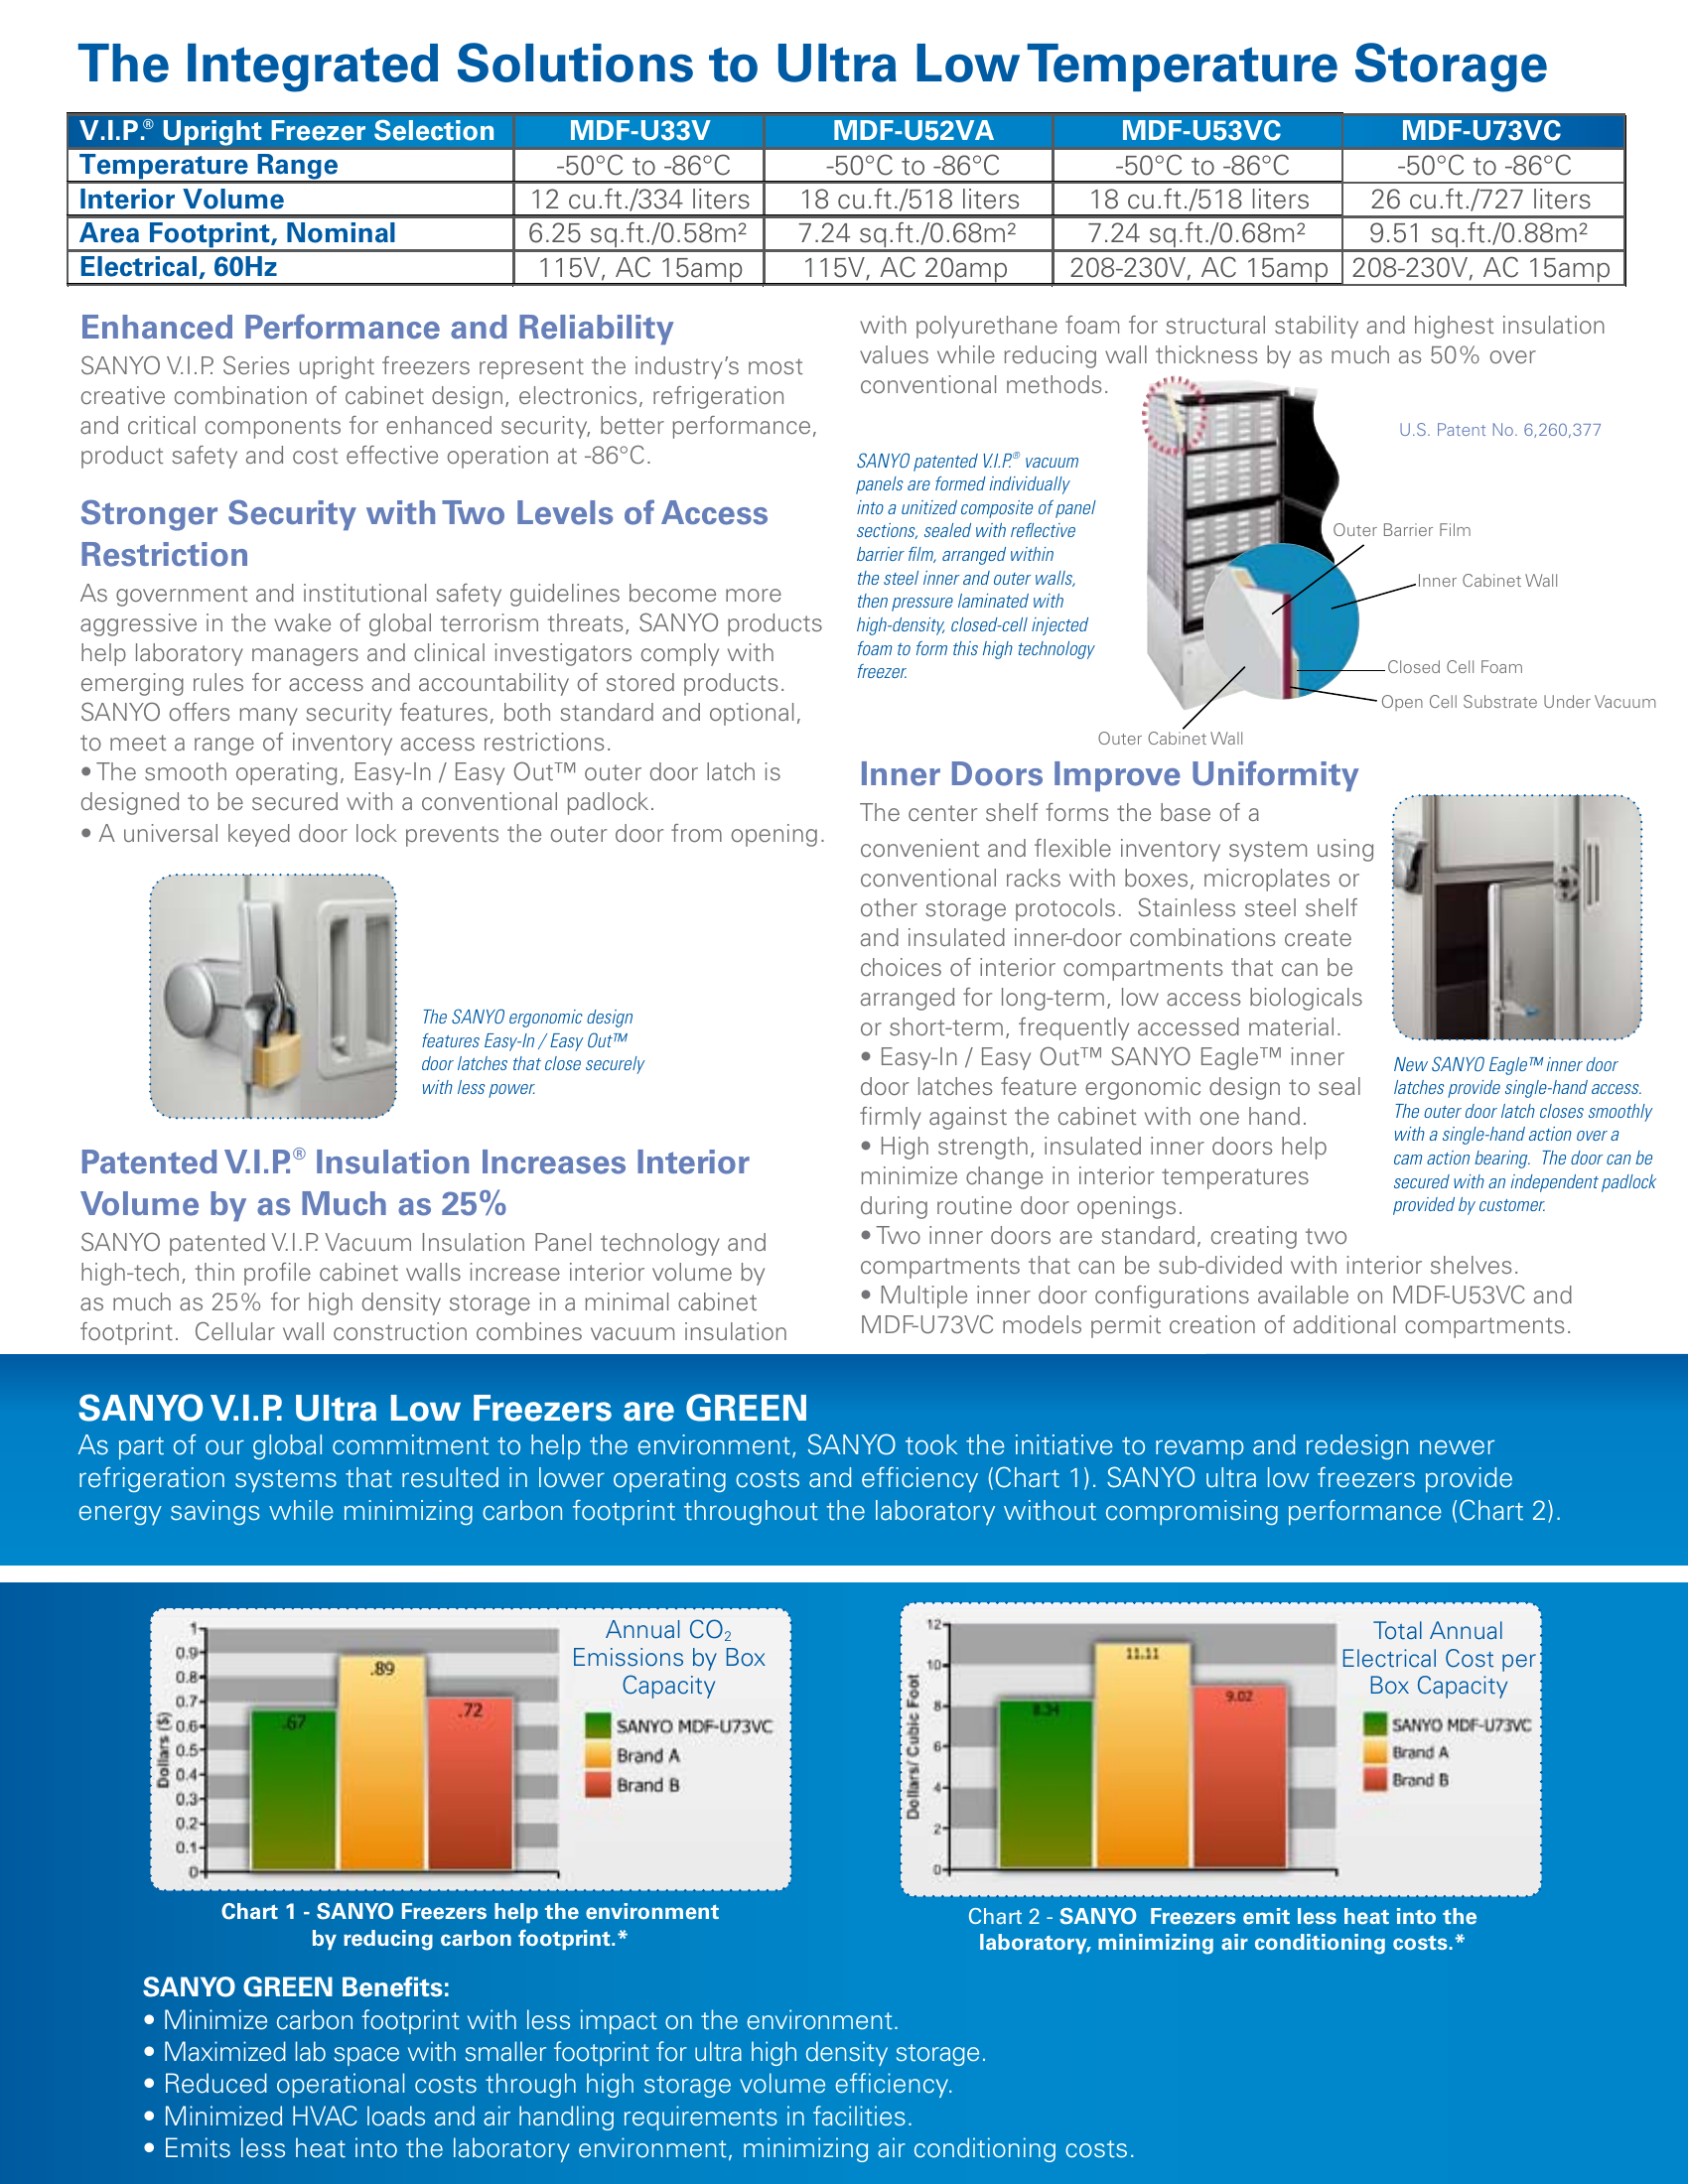 The Integrated Solutions to Ultra Low Temperature Storage
V.I.P.® Upright Freezer Selection MDF-U33V MDF-U52VA MDF-U53VC MDF-U73VC
Temperature Range -50°C to -86°C -50°C to -86°C -50°C to -86°C -50°C to -86°C
Interior Volume 12 cu.ft./334 liters 18 cu.ft./518 liters 18 cu.ft./518 liters 26 cu.ft./727 liters
Area Footprint, Nominal 6.25 sq.ft./0.58m² 7.24 sq.ft./0.68m² 7.24 sq.ft./0.68m² 9.51 sq.ft./0.88m²
Electrical, 60Hz 115V, AC 15amp 115V, AC 20amp 208-230V, AC 15amp 208-230V, AC 15amp
Enhanced Performance and Reliability
SANYO V.I.P. Series upright freezers represent the industry's most
creative combination of cabinet design, electronics, refrigeration
and critical components for enhanced security, better performance,
product safety and cost effective operation at -86°C.
Stronger Security with Two Levels of Access
Restriction
As government and institutional safety guidelines become more
aggressive in the wake of global terrorism threats, SANYO products
help laboratory managers and clinical investigators comply with
emerging rules for access and accountability of stored products.
SANYO offers many security features, both standard and optional,
to meet a range of inventory access restrictions.
• The smooth operating, Easy-In / Easy Out™ outer door latch is
designed to be secured with a conventional padlock.
• A universal keyed door lock prevents the outer door from opening.
The SANYO ergonomic design
features Easy-In / Easy Out™
door latches that close securely
with less power.
Patented V.I.P.® Insulation Increases Interior
Volume by as Much as 25%
SANYO patented V.I.P. Vacuum Insulation Panel technology and
high-tech, thin profile cabinet walls increase interior volume by
as much as 25% for high density storage in a minimal cabinet
footprint. Cellular wall construction combines vacuum insulation
with polyurethane foam for structural stability and highest insulation
values while reducing wall thickness by as much as 50% over
conventional methods.
U.S. Patent No. 6,260,377
SANYO patented V.I.P.® vacuum
panels are formed individually
into a unitized composite of panel
sections, sealed with reflective
barrier film, arranged within
the steel inner and outer walls,
then pressure laminated with
high-density, closed-cell injected
foam to form this high technology
freezer.
Outer Barrier Film
Inner Cabinet Wall
Closed Cell Foam
Open Cell Substrate Under Vacuum
Outer Cabinet Wall
Inner Doors Improve Uniformity
The center shelf forms the base of a
convenient and flexible inventory system using
conventional racks with boxes, microplates or
other storage protocols. Stainless steel shelf
and insulated inner-door combinations create
choices of interior compartments that can be
arranged for long-term, low access biologicals
or short-term, frequently accessed material.
• Easy-In / Easy Out™ SANYO Eagle™ inner
door latches feature ergonomic design to seal
firmly against the cabinet with one hand.
• High strength, insulated inner doors help
minimize change in interior temperatures
during routine door openings.
• Two inner doors are standard, creating two
compartments that can be sub-divided with interior shelves.
• Multiple inner door configurations available on MDF-U53VC and
MDF-U73VC models permit creation of additional compartments.
New SANYO Eagle™ inner door
latches provide single-hand access.
The outer door latch closes smoothly
with a single-hand action over a
cam action bearing. The door can be
secured with an independent padlock
provided by customer.
SANYO V.I.P. Ultra Low Freezers are GREEN
As part of our global commitment to help the environment, SANYO took the initiative to revamp and redesign newer
refrigeration systems that resulted in lower operating costs and efficiency (Chart 1). SANYO ultra low freezers provide
energy savings while minimizing carbon footprint throughout the laboratory without compromising performance (Chart 2).
Annual CO₂
Emissions by Box
Capacity
Dollars ($)
1
0.9
0.8
0.7
0.6
0.5
0.4
0.3
0.2
0.1
0
.67
.89
.72
SANYO MDF-U73VC
Brand A
Brand B
Chart 1 - SANYO Freezers help the environment
by reducing carbon footprint.*
Total Annual
Electrical Cost per
Box Capacity
Dollars/ Cubic Foot
12
10
8
6
4
2
0
8.34
11.11
9.02
SANYO MDF-U73VC
Brand A
Brand B
Chart 2 - SANYO Freezers emit less heat into the
laboratory, minimizing air conditioning costs.*
SANYO GREEN Benefits:
• Minimize carbon footprint with less impact on the environment.
• Maximized lab space with smaller footprint for ultra high density storage.
• Reduced operational costs through high storage volume efficiency.
• Minimized HVAC loads and air handling requirements in facilities.
• Emits less heat into the laboratory environment, minimizing air conditioning costs.